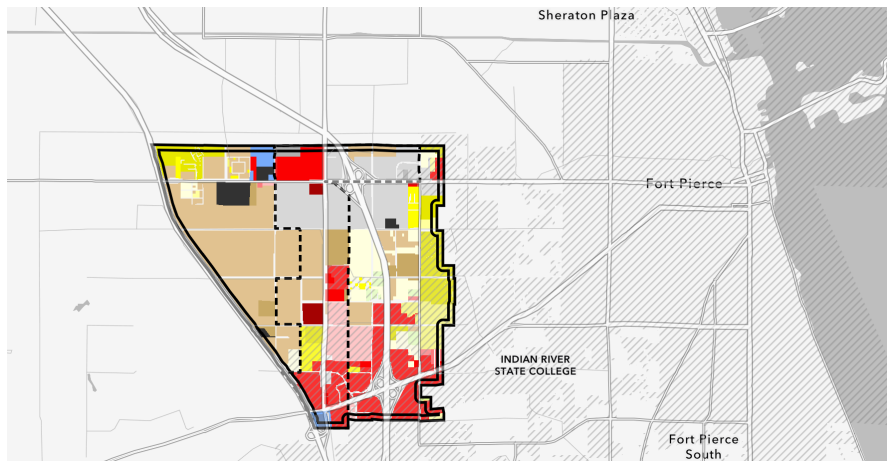 Sheraton Plaza
Fort Pierce
INDIAN RIVER
STATE COLLEGE
Fort Pierce
South